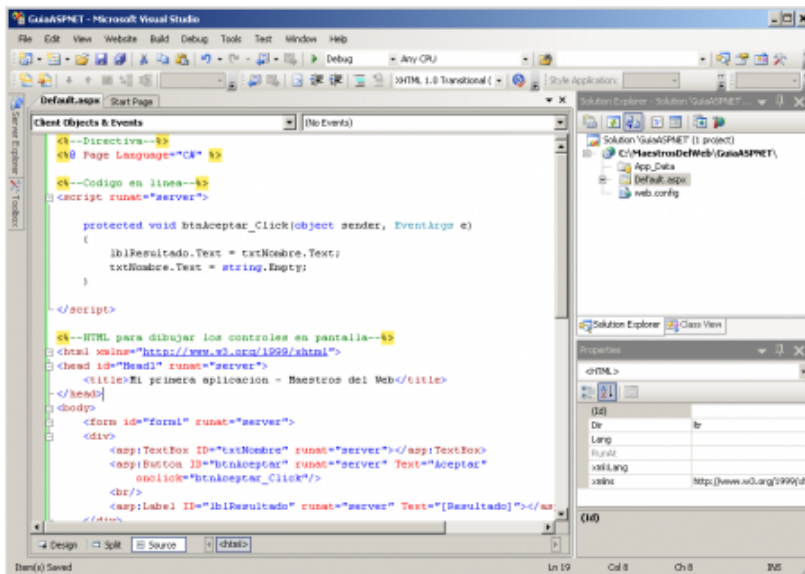 GuiaASPNET - Microsoft Visual Studio
File Edit View Website Build Debug Tools Test Window Help
Debug Any CPU
XHTML 1.0 Transitional ( Style Application:
Default.aspx Start Page
Client Objects & Events (No Events)
Server Explorer
Toolbox
<%--Directiva--%>
<%@ Page Language="C#" %>
<%--Codigo en linea--%>
<script runat="server">
protected void btnAceptar_Click(object sender, EventArgs e)
{
lblResultado.Text = txtNombre.Text;
txtNombre.Text = string.Empty;
}
</script>
<%--HTML para dibujar los controles en pantalla--%>
<html xmlns="http://www.w3.org/1999/xhtml">
<head id="Head1" runat="server">
<title>Mi primera aplicacion - Maestros del Web</title>
</head>
<body>
<form id="form1" runat="server">
<div>
<asp:TextBox ID="txtNombre" runat="server"></asp:TextBox>
<asp:Button ID="btnAceptar" runat="server" Text="Aceptar"
onclick="btnAceptar_Click"/>
<br/>
<asp:Label ID="lblResultado" runat="server" Text="[Resultado]"></as
</div>
Design Split Source <html>
Solution Explorer - Solution 'GuiaASPNET' ...
Solution 'GuiaASPNET' (1 project)
C:\MaestrosDelWeb\GuiaASPNET\
App_Data
Default.aspx
web.config
Solution Explorer Class View
Properties
<HTML>
(Id)
Dir ltr
Lang
RunAt
xml:Lang
xmlns http://www.w3.org/1999/xh
(Id)
Item(s) Saved Ln 19 Col 8 Ch 8 INS